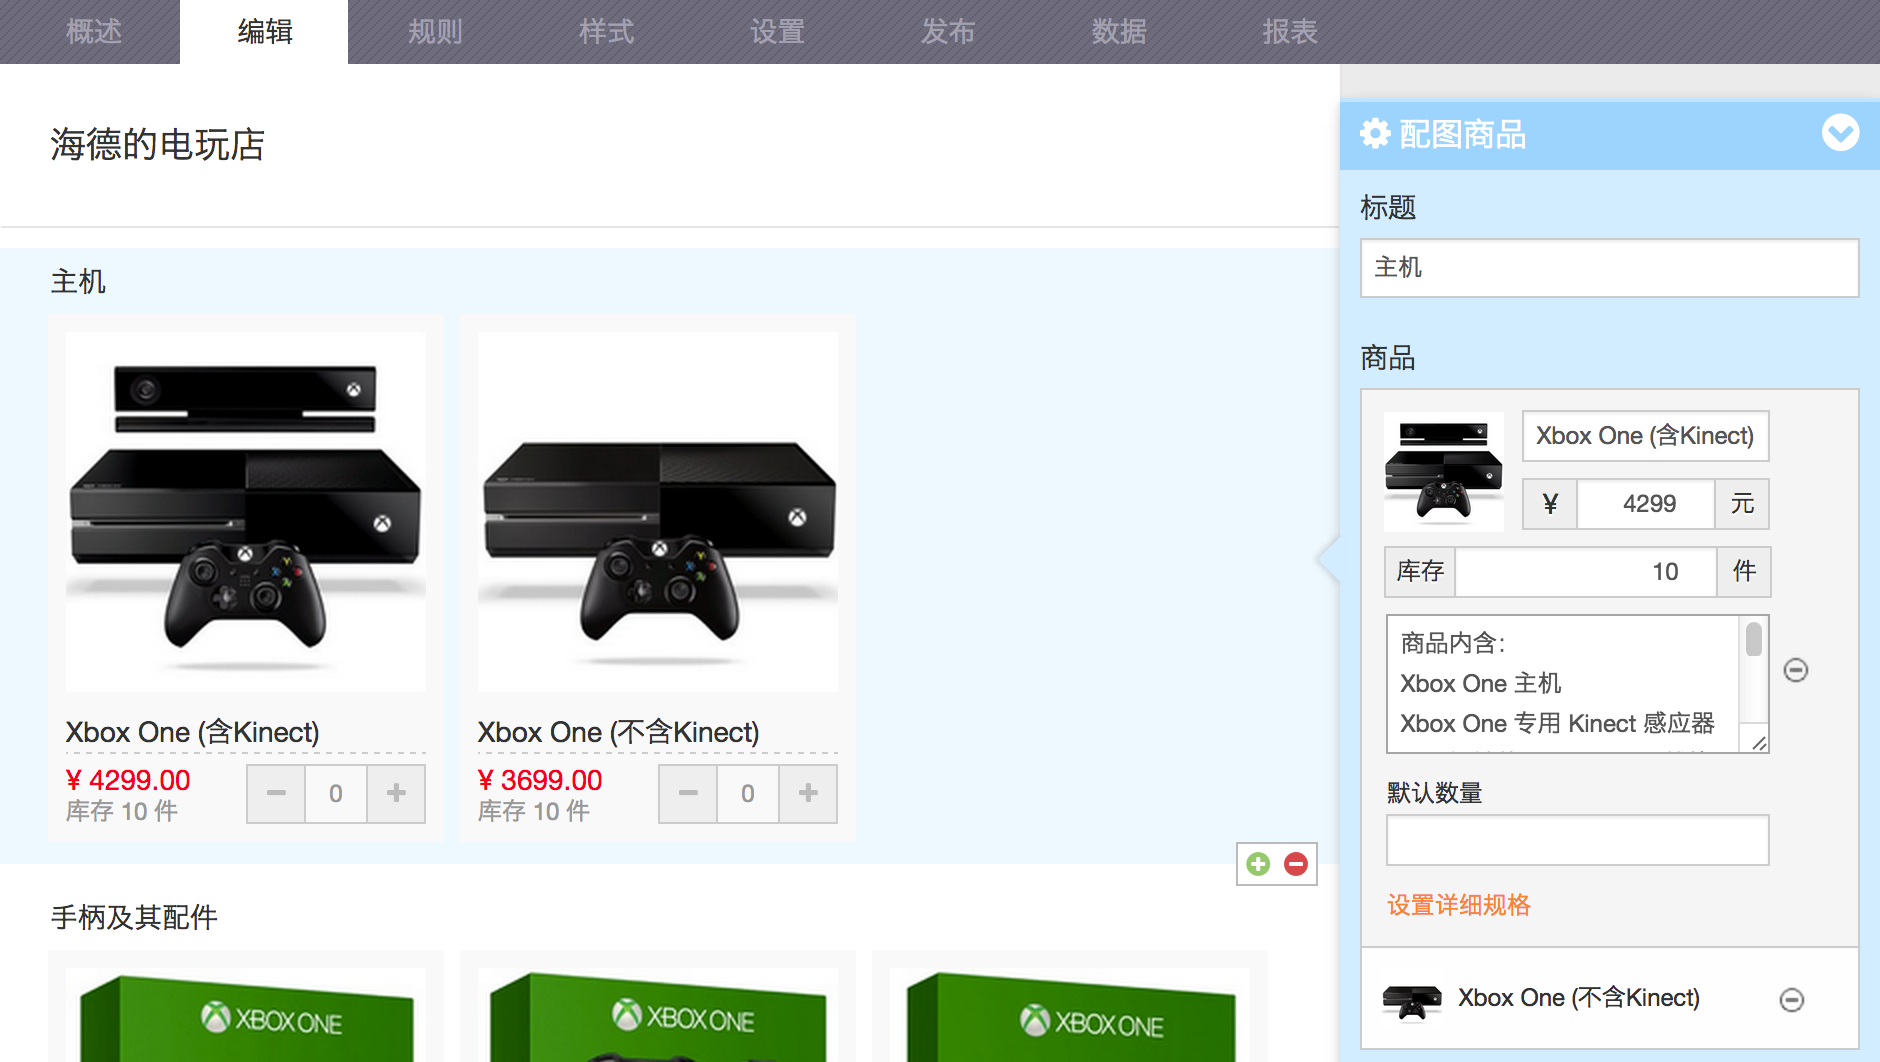 概述 编辑 规则 样式 设置 发布 数据 报表
海德的电玩店
主机
Xbox One (含Kinect)
¥ 4299.00
库存 10 件
0
Xbox One (不含Kinect)
¥ 3699.00
库存 10 件
0
手柄及其配件
XBOX ONE
XBOX ONE
XBOX ONE
配图商品
标题
主机
商品
Xbox One (含Kinect)
¥ 4299 元
库存 10 件
商品内含:
Xbox One 主机
Xbox One 专用 Kinect 感应器
默认数量
设置详细规格
Xbox One (不含Kinect)